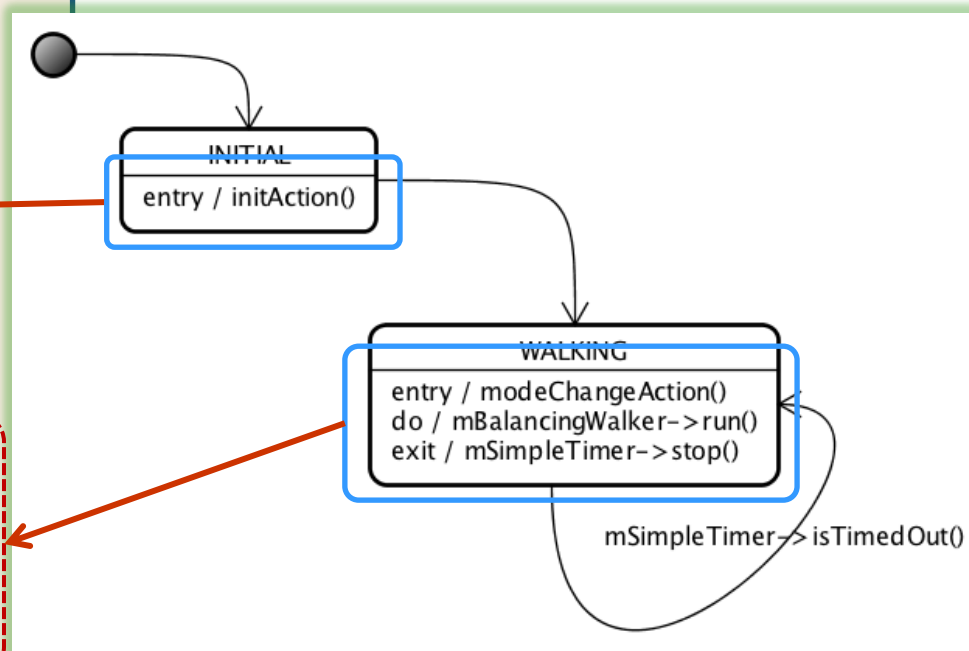 INITIAL
entry / initAction()
WALKING
entry / modeChangeAction()
do / mBalancingWalker->run()
exit / mSimpleTimer->stop()
mSimpleTimer->isTimedOut()